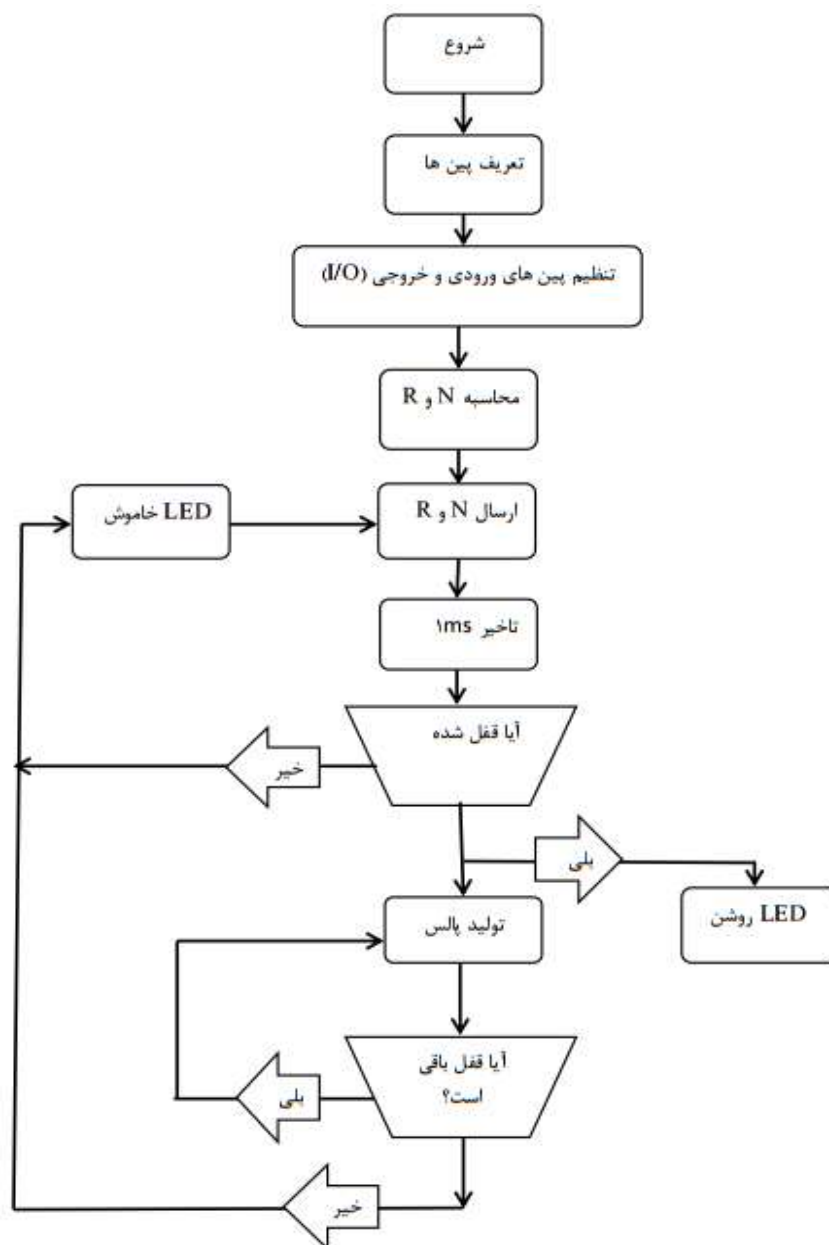 شروع
تعریف پین ها
تنظیم پین های ورودی و خروجی (I/O)
محاسبه N و R
LED خاموش
ارسال N و R
تاخیر ۱ms
آیا قفل شده
خیر
بلی
LED روشن
تولید پالس
آیا قفل باقی
است؟
بلی
خیر